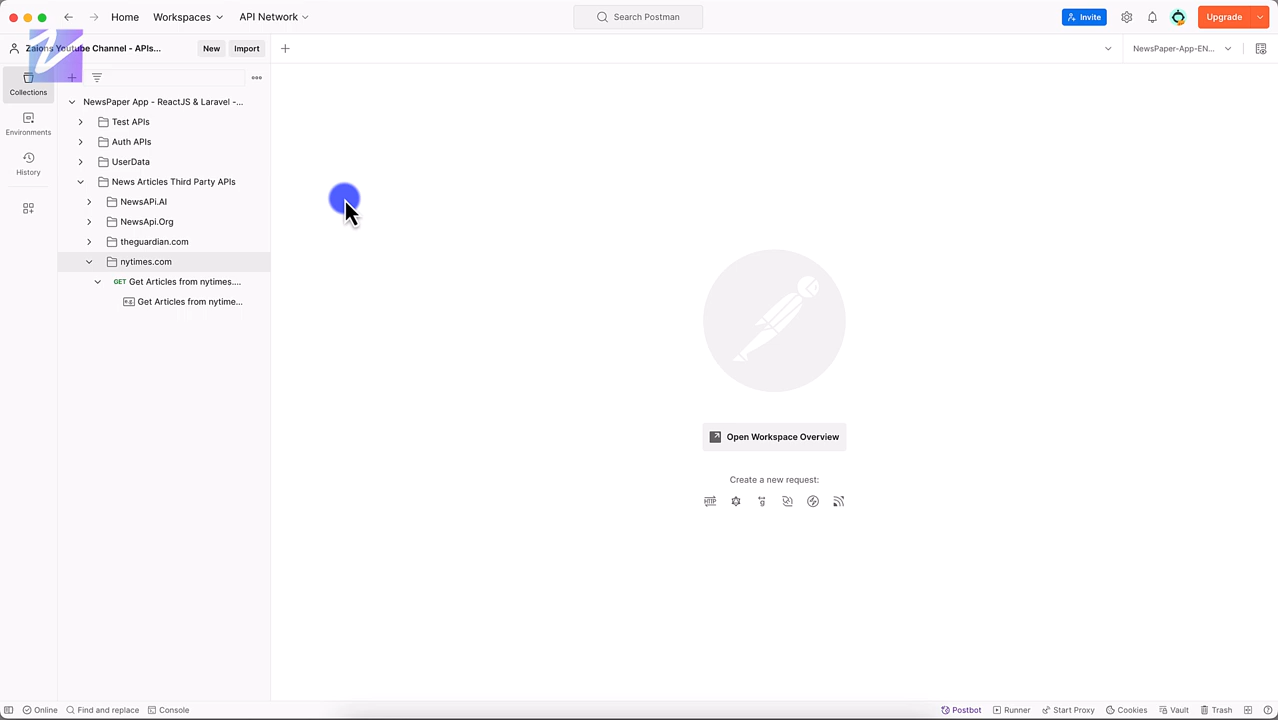 Home Workspaces API Network Search Postman Invite Upgrade
Zaions Youtube Channel - APIs... New Import NewsPaper-App-EN...
Collections
Environments
History
NewsPaper App - ReactJS & Laravel -...
Test APIs
Auth APIs
UserData
News Articles Third Party APIs
NewsAPi.AI
NewsApi.Org
theguardian.com
nytimes.com
GET Get Articles from nytimes....
e.g. Get Articles from nytime...
Open Workspace Overview
Create a new request:
HTTP
Online Find and replace Console Postbot Runner Start Proxy Cookies Vault Trash